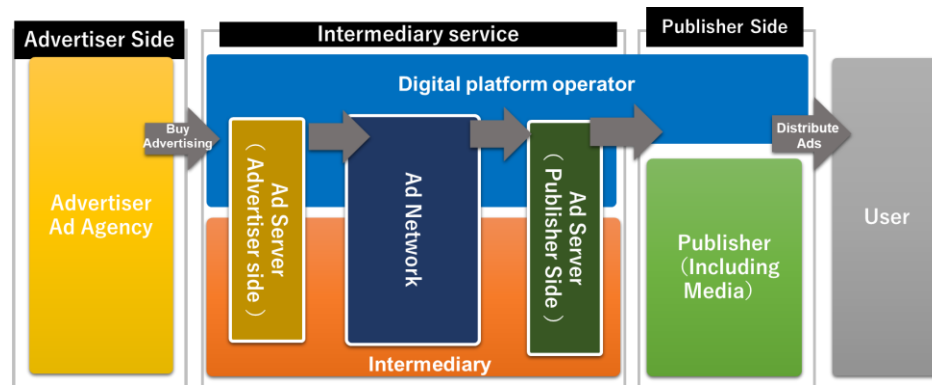 Advertiser Side
Intermediary service
Publisher Side
Digital platform operator
Buy
Advertising
Distribute
Ads
Advertiser
Ad Agency
Ad Server
（ Advertiser side ）
Ad Network
Ad Server
（ Publisher Side ）
Publisher
（Including
Media）
User
Intermediary